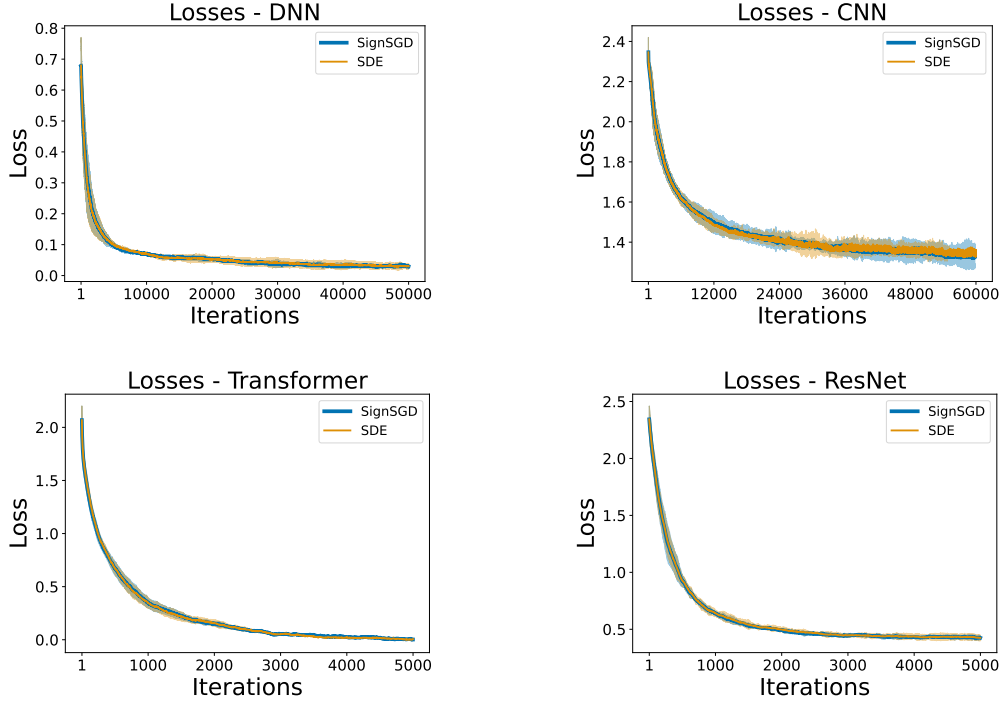 Losses - DNN
0.8
0.7
0.6
0.5
0.4
0.3
0.2
0.1
0.0
Loss
SignSGD
SDE
1 10000 20000 30000 40000 50000
Iterations
Losses - CNN
2.4
2.2
2.0
1.8
1.6
1.4
Loss
SignSGD
SDE
1 12000 24000 36000 48000 60000
Iterations
Losses - Transformer
2.0
1.5
1.0
0.5
0.0
Loss
SignSGD
SDE
1 1000 2000 3000 4000 5000
Iterations
Losses - ResNet
2.5
2.0
1.5
1.0
0.5
Loss
SignSGD
SDE
1 1000 2000 3000 4000 5000
Iterations